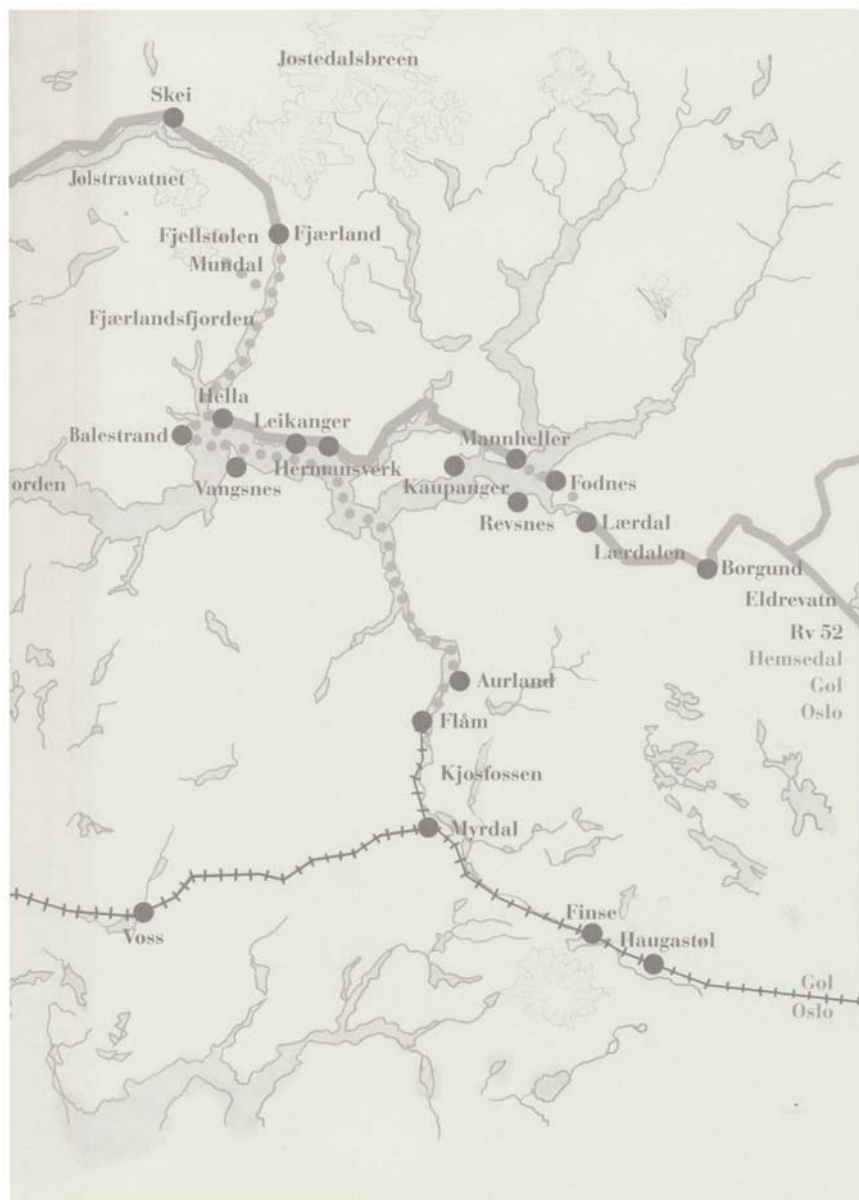 Jostedalsbreen
Skei
Jølstravatnet
Fjellstølen
Fjærland
Mundal
Fjærlandsfjorden
Hella
Leikanger
Balestrand
Mannheller
Hermansverk
Vangsnes
Kaupanger
Fodnes
orden
Revsnes
Lærdal
Lærdalen
Borgund
Eldrevatn
Rv 52
Hemsedal
Gol
Oslo
Aurland
Flåm
Kjosfossen
Myrdal
Finse
Voss
Haugastøl
Gol
Oslo